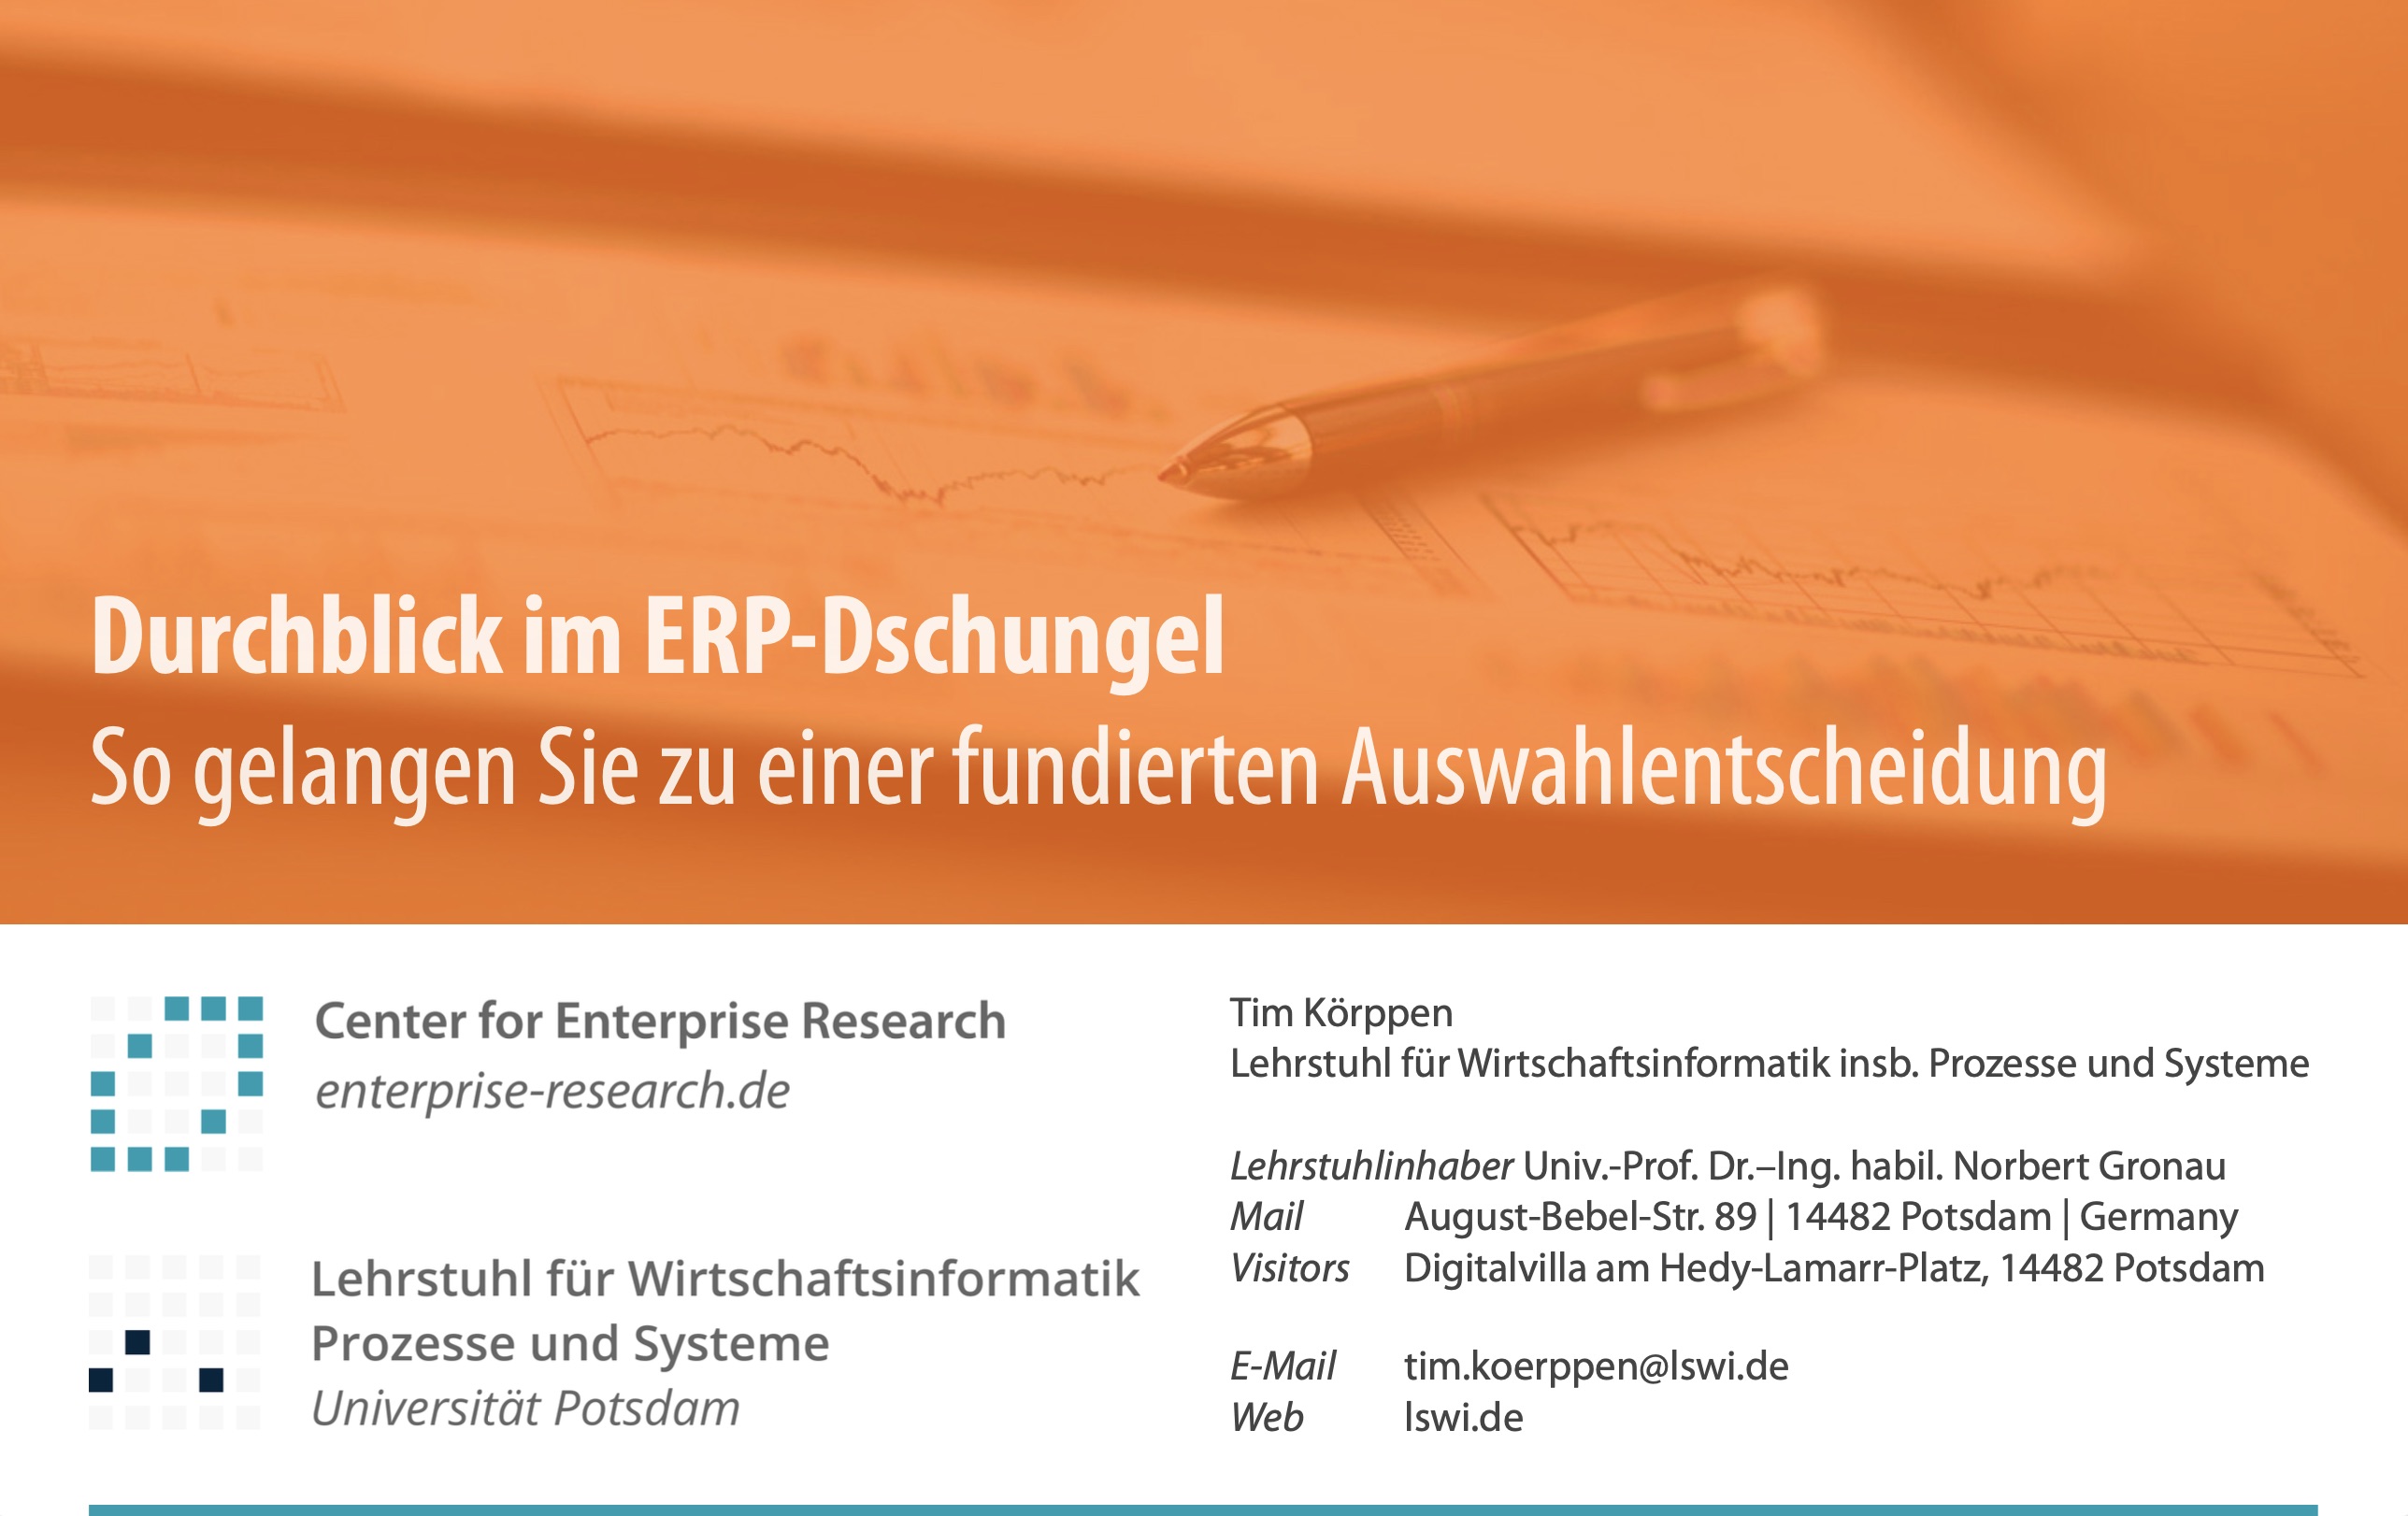 Durchblick im ERP-Dschungel
So gelangen Sie zu einer fundierten Auswahlentscheidung
Center for Enterprise Research
enterprise-research.de
Lehrstuhl für Wirtschaftsinformatik
Prozesse und Systeme
Universität Potsdam
Tim Körppen
Lehrstuhl für Wirtschaftsinformatik insb. Prozesse und Systeme
Lehrstuhlinhaber Univ.-Prof. Dr.–Ing. habil. Norbert Gronau
Mail August-Bebel-Str. 89 | 14482 Potsdam | Germany
Visitors Digitalvilla am Hedy-Lamarr-Platz, 14482 Potsdam
E-Mail tim.koerppen@lswi.de
Web lswi.de